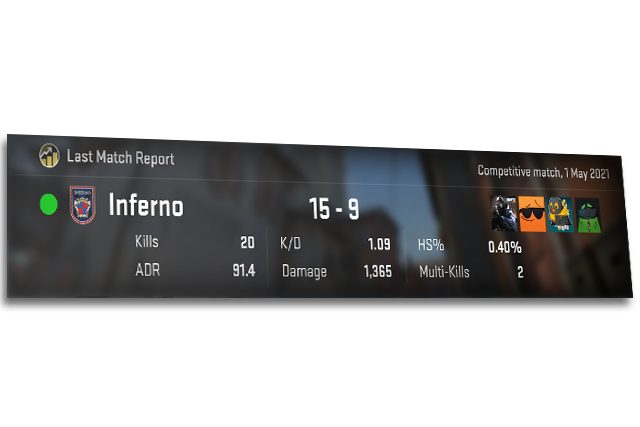 Last Match Report
Competitive match, 1 May 2021
Inferno
15 - 9
Kills 20 K/D 1.09 HS% 0.40%
ADR 91.4 Damage 1,365 Multi-Kills 2